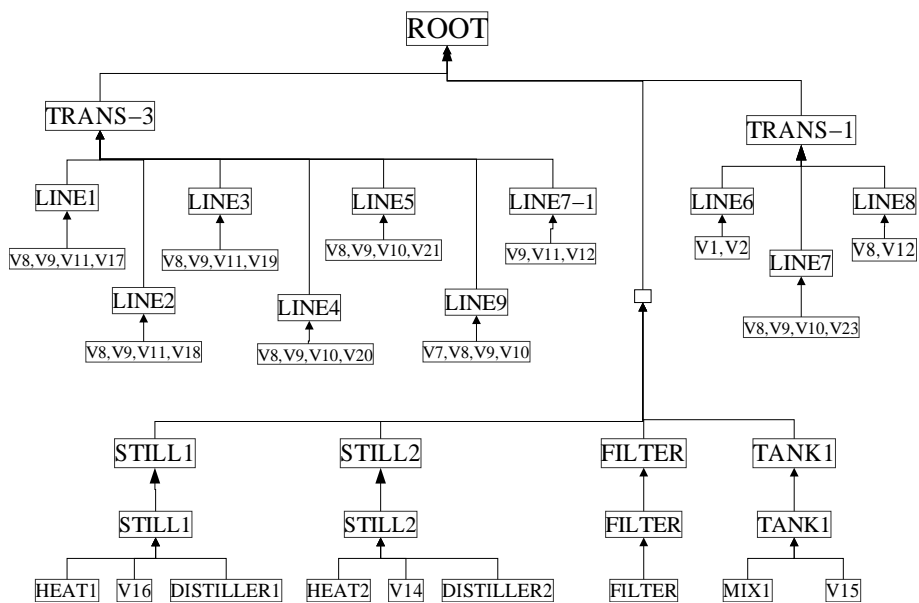 ROOT
TRANS−3
TRANS−1
LINE1
LINE3
LINE5
LINE7−1
LINE6
LINE8
V8,V9,V11,V17
V8,V9,V11,V19
V8,V9,V10,V21
V9,V11,V12
V1,V2
V8,V12
LINE7
LINE2
LINE4
LINE9
V8,V9,V10,V23
V8,V9,V11,V18
V8,V9,V10,V20
V7,V8,V9,V10
STILL1
STILL2
FILTER
TANK1
STILL1
STILL2
FILTER
TANK1
HEAT1
V16
DISTILLER1
HEAT2
V14
DISTILLER2
FILTER
MIX1
V15